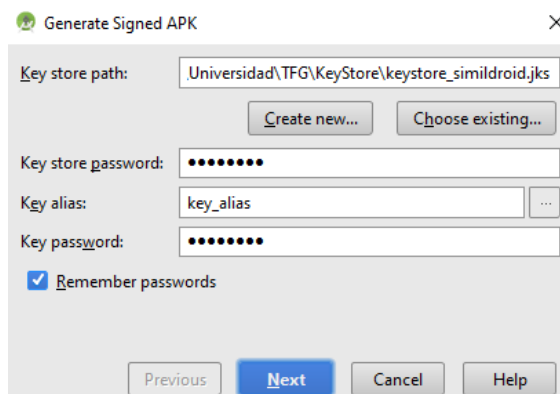 Generate Signed APK
Key store path: Universidad\TFG\KeyStore\keystore_simildroid.jks
Create new... Choose existing...
Key store password: ••••••••
Key alias: key_alias ...
Key password: ••••••••
Remember passwords
Previous Next Cancel Help